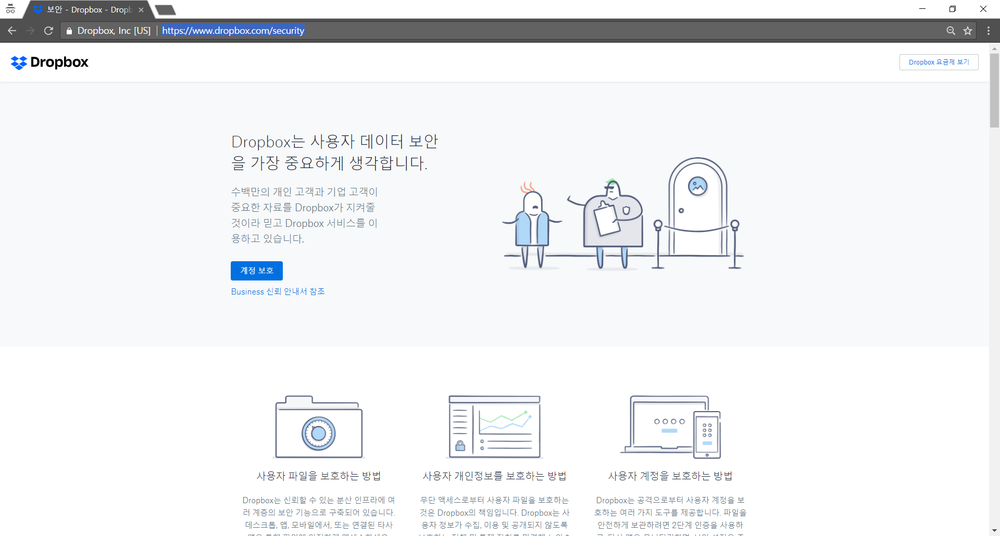 보안 - Dropbox - Dropb
Dropbox, Inc [US] | https://www.dropbox.com/security
Dropbox
Dropbox 요금제 보기
Dropbox는 사용자 데이터 보안
을 가장 중요하게 생각합니다.
수백만의 개인 고객과 기업 고객이
중요한 자료를 Dropbox가 지켜줄
것이라 믿고 Dropbox 서비스를 이
용하고 있습니다.
계정 보호
Business 신뢰 안내서 참조
사용자 파일을 보호하는 방법
Dropbox는 신뢰할 수 있는 분산 인프라에 여
러 계층의 보안 기능으로 구축되어 있습니다.
데스크톱, 앱, 모바일에서, 또는 연결된 타사
사용자 개인정보를 보호하는 방법
무단 액세스로부터 사용자 파일을 보호하는
것은 Dropbox의 책임입니다. Dropbox는 사
용자 정보가 수집, 이용 및 공개되지 않도록
사용자 계정을 보호하는 방법
Dropbox는 공격으로부터 사용자 계정을 보
호하는 여러 가지 도구를 제공합니다. 파일을
안전하게 보관하려면 2단계 인증을 사용하